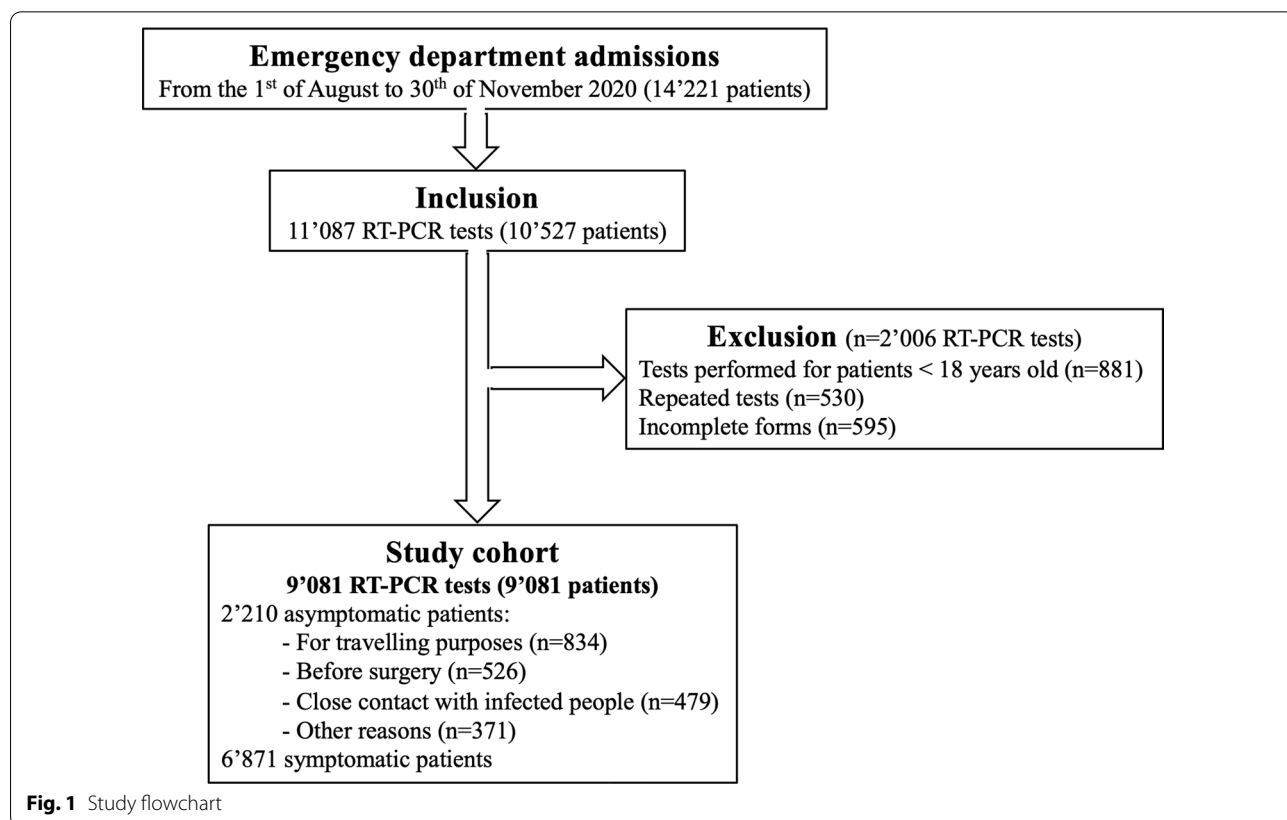 Emergency department admissions
From the 1st of August to 30th of November 2020 (14’221 patients)
Inclusion
11’087 RT-PCR tests (10’527 patients)
Exclusion (n=2’006 RT-PCR tests)
Tests performed for patients < 18 years old (n=881)
Repeated tests (n=530)
Incomplete forms (n=595)
Study cohort
9’081 RT-PCR tests (9’081 patients)
2’210 asymptomatic patients:
- For travelling purposes (n=834)
- Before surgery (n=526)
- Close contact with infected people (n=479)
- Other reasons (n=371)
6’871 symptomatic patients
Fig. 1 Study flowchart